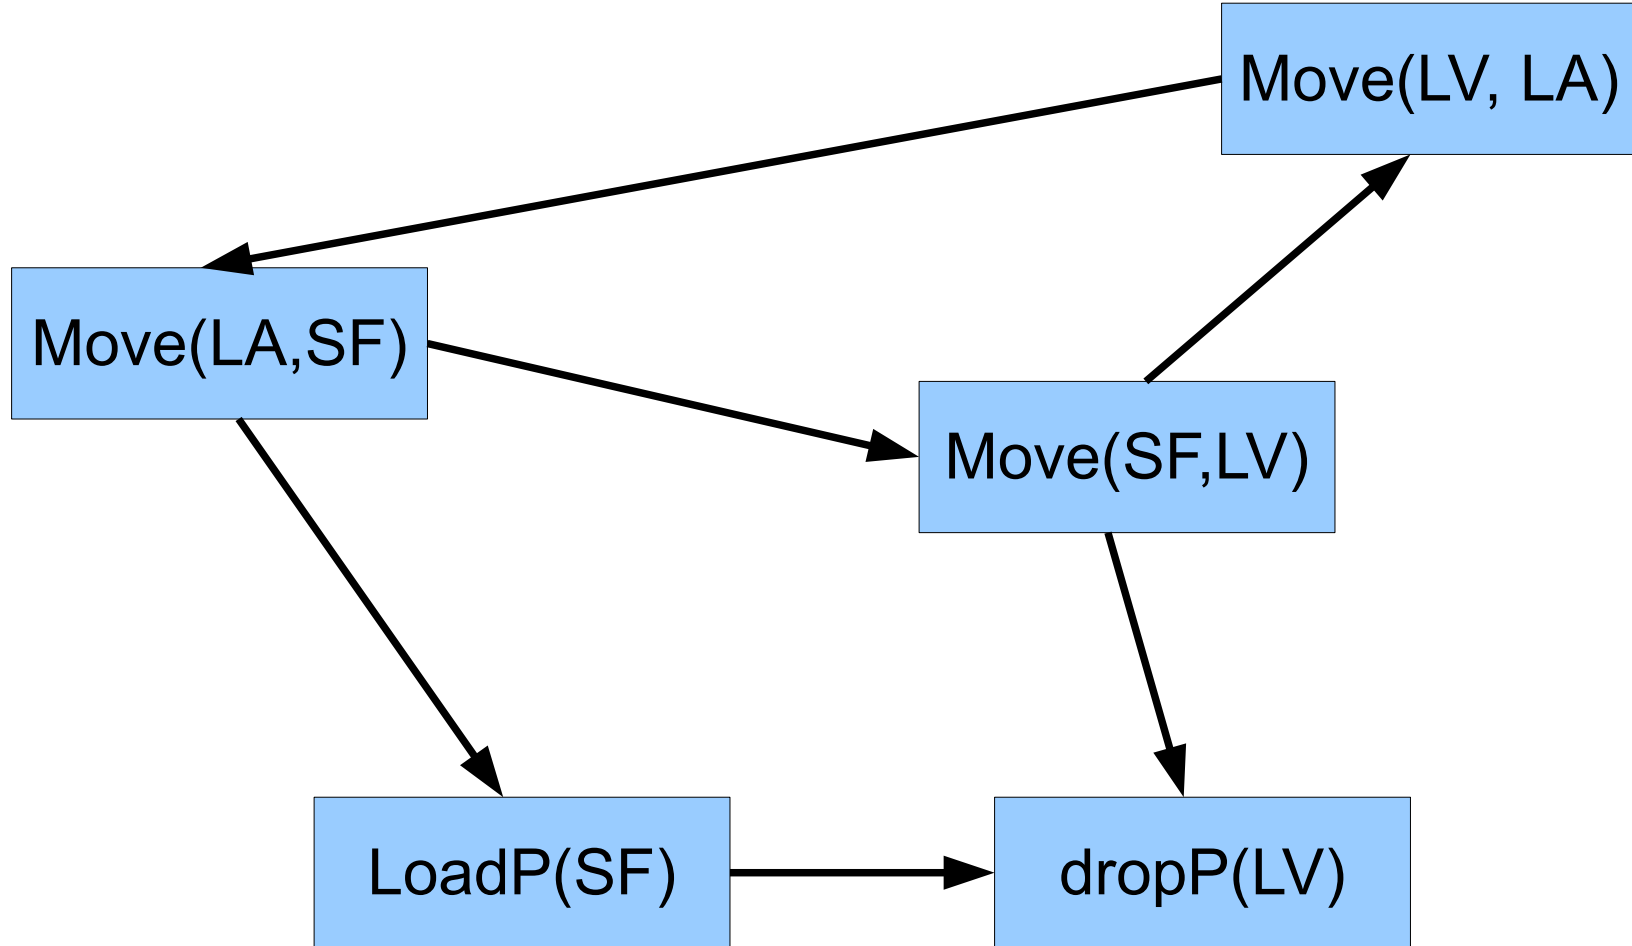 Move(LV, LA)
Move(LA,SF)
Move(SF,LV)
LoadP(SF)
dropP(LV)